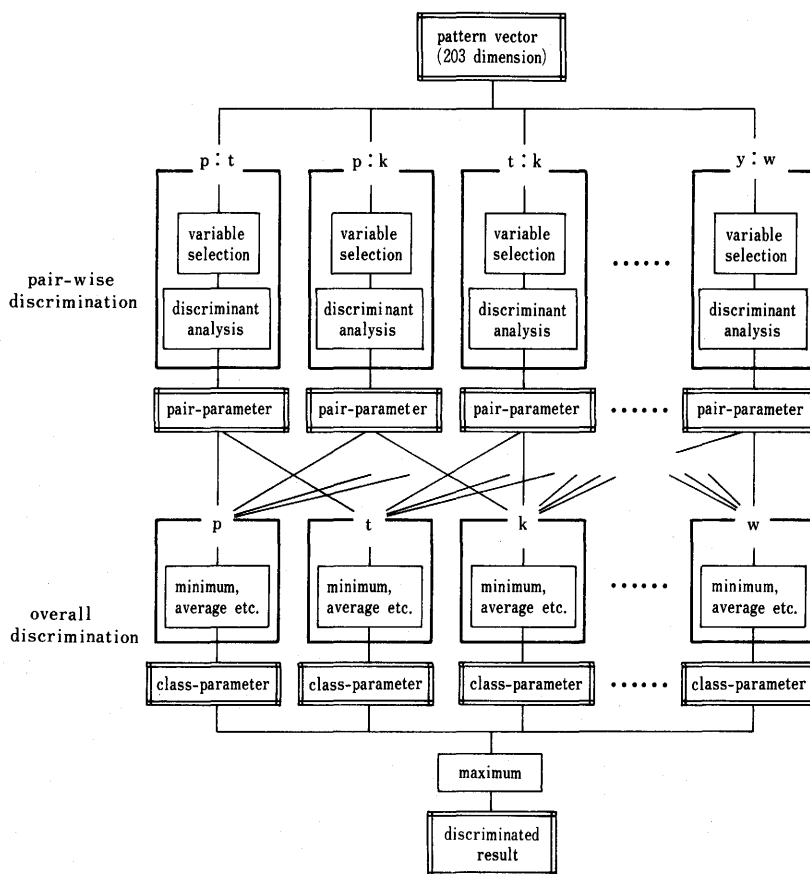 pattern vector
(203 dimension)
p : t
p : k
t : k
y : w
pair-wise
discrimination
variable
selection
variable
selection
variable
selection
......
variable
selection
discriminant
analysis
discriminant
analysis
discriminant
analysis
discriminant
analysis
pair-parameter
pair-parameter
pair-parameter
......
pair-parameter
p
t
k
w
overall
discrimination
minimum,
average etc.
minimum,
average etc.
minimum,
average etc.
......
minimum,
average etc.
class-parameter
class-parameter
class-parameter
......
class-parameter
maximum
discriminated
result